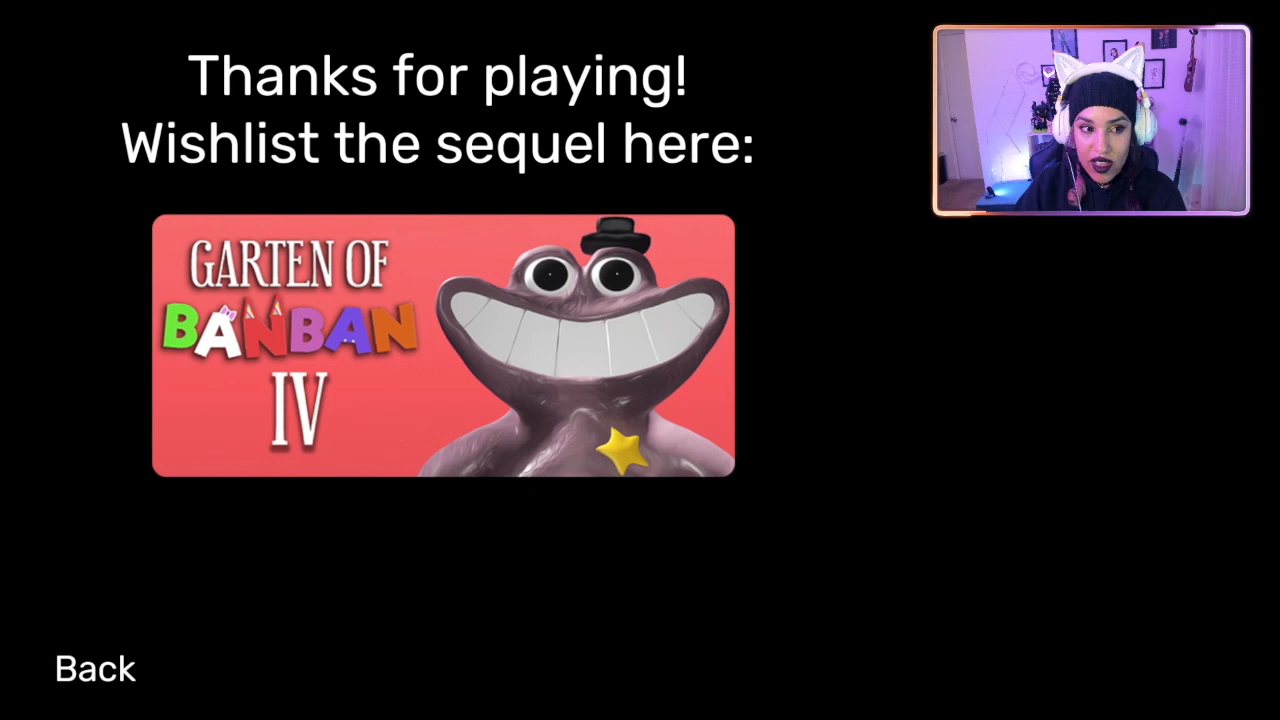 Thanks for playing!
Wishlist the sequel here:
GARTEN OF
BANBAN
IV
Back